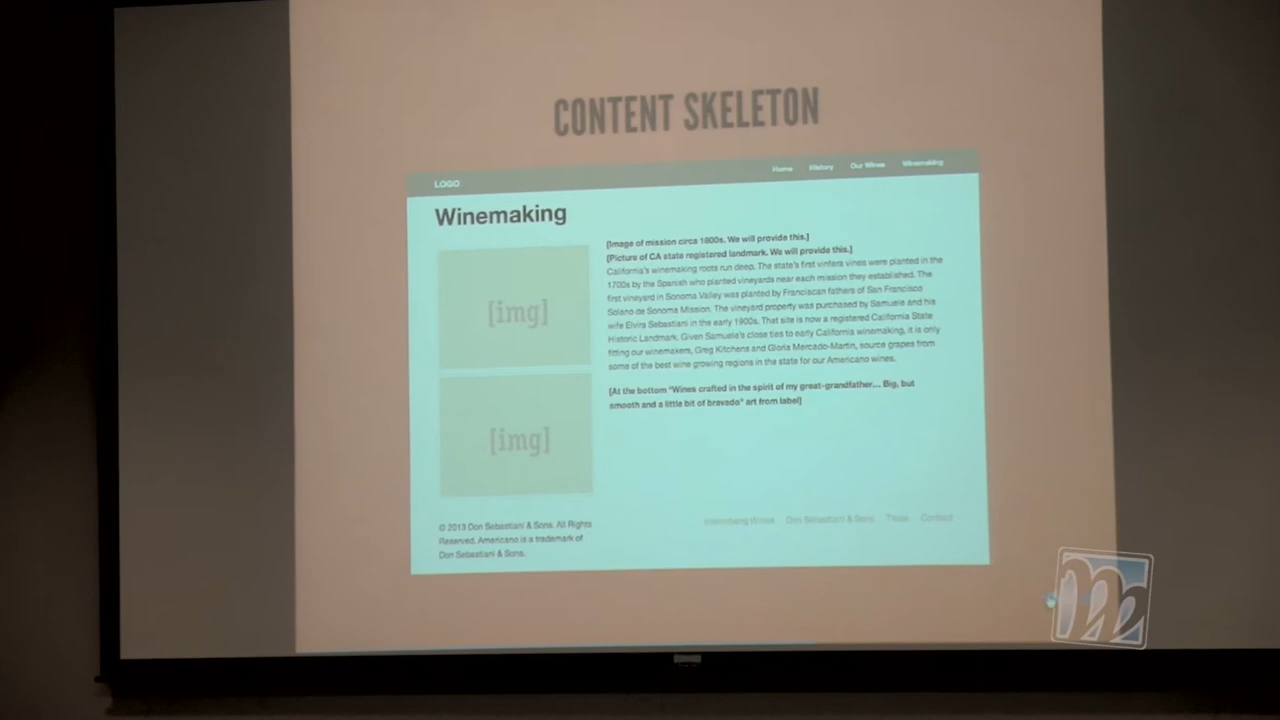 CONTENT SKELETON
LOGO
Home History Our Wines Winemaking
Winemaking
[Image of mission circa 1800s. We will provide this.]
[Picture of CA state registered landmark. We will provide this.]
California's winemaking roots run deep. The state's first vinifera vines were planted in the
1700s by the Spanish who planted vineyards near each mission they established. The
first vineyard in Sonoma Valley was planted by Franciscan fathers of San Francisco
Solano de Sonoma Mission. The vineyard property was purchased by Samuele and his
wife Elvira Sebastiani in the early 1900s. That site is now a registered California State
Historic Landmark. Given Samuele's close ties to early California winemaking, it is only
fitting our winemakers, Greg Kitchens and Gloria Mercado-Martin, source grapes from
some of the best wine growing regions in the state for our Americano wines.
[At the bottom "Wines crafted in the spirit of my great-grandfather... Big, but
smooth and a little bit of bravado" art from label]
[img]
[img]
© 2013 Don Sebastiani & Sons. All Rights
Reserved. Americano is a trademark of
Don Sebastiani & Sons.
Wines Don Sebastiani & Sons Trade Contact